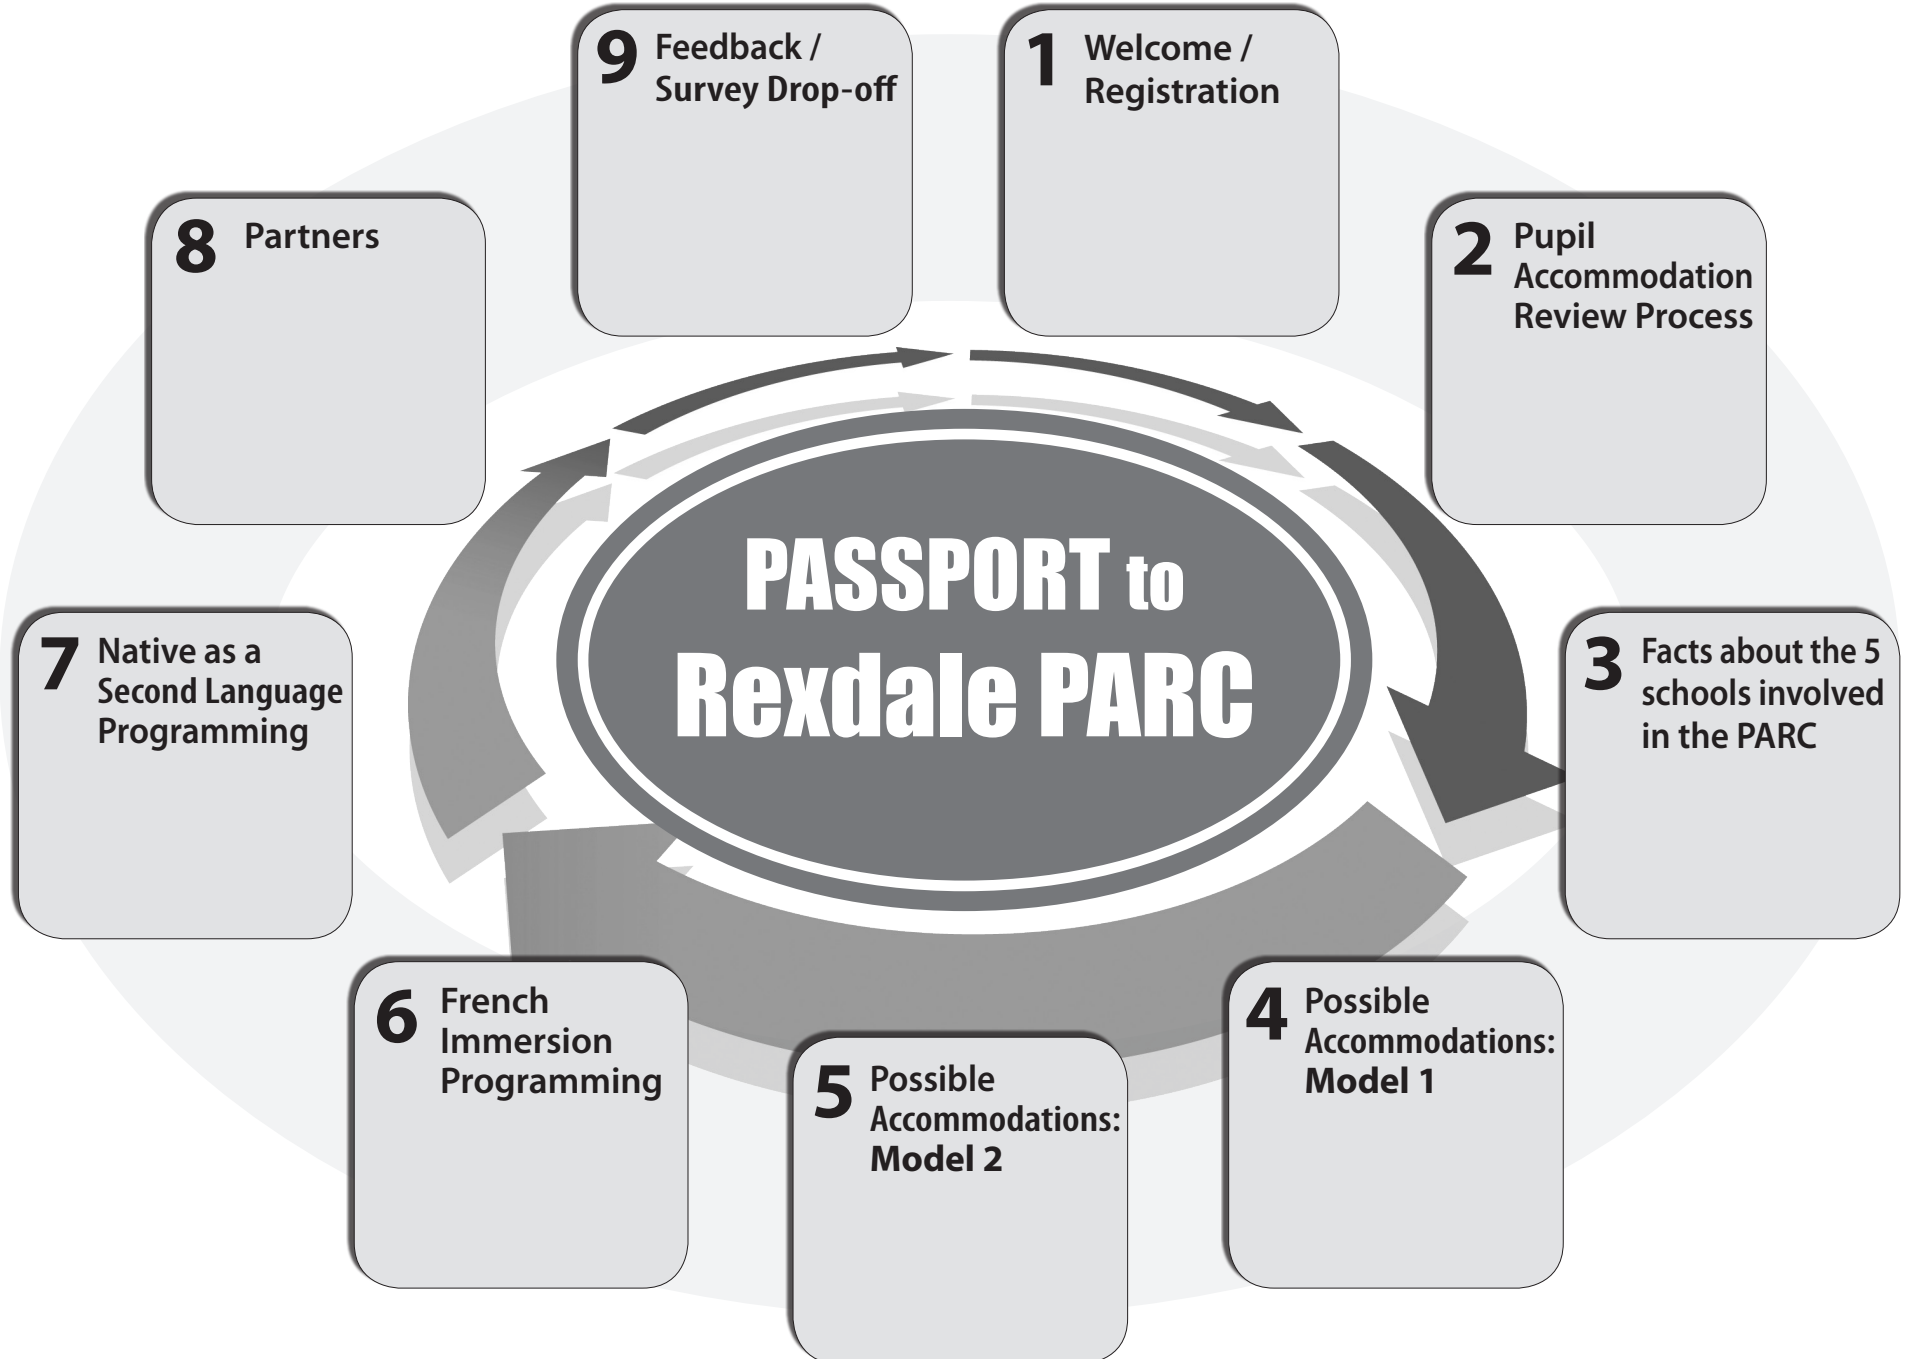 PASSPORT to
Rexdale PARC
1 Welcome /
Registration
2 Pupil
Accommodation
Review Process
3 Facts about the 5
schools involved
in the PARC
4 Possible
Accommodations:
Model 1
5 Possible
Accommodations:
Model 2
6 French
Immersion
Programming
7 Native as a
Second Language
Programming
8 Partners
9 Feedback /
Survey Drop-off